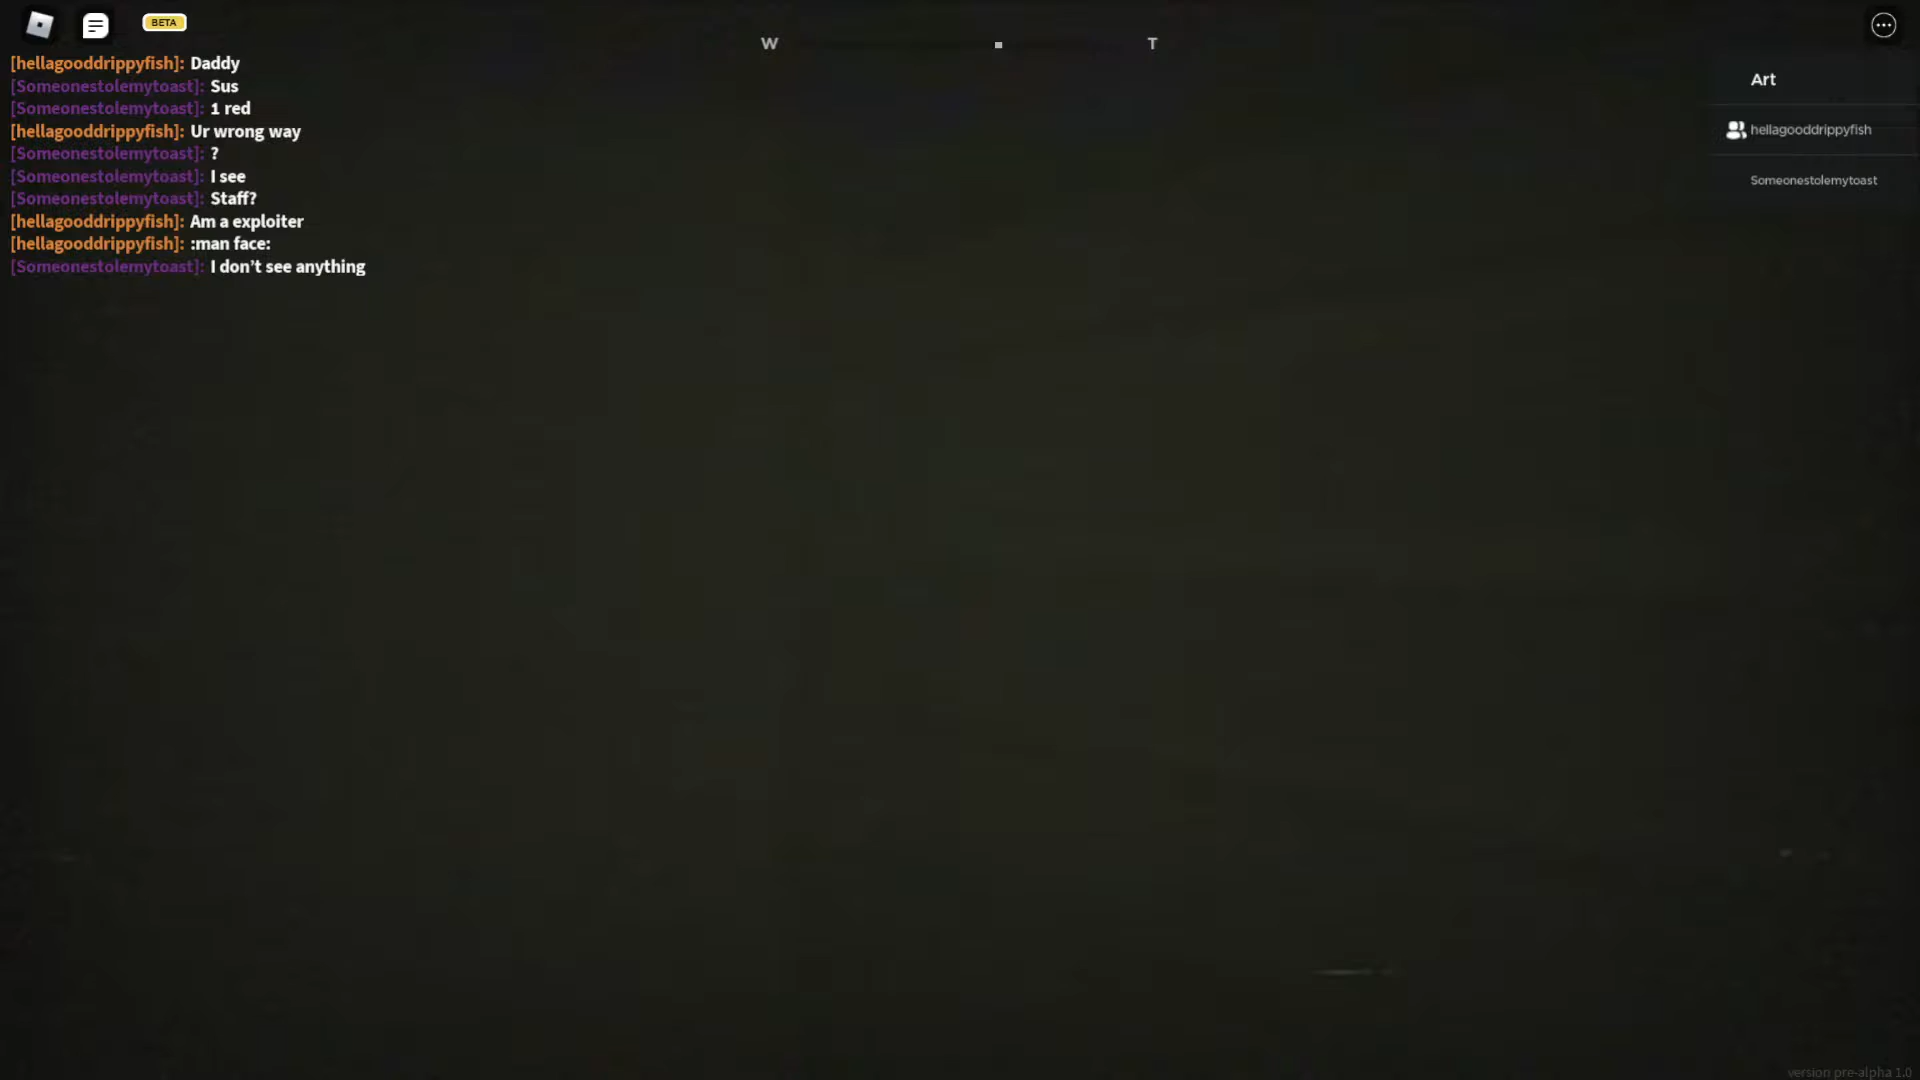 BETA
W
T
[hellagooddrippyfish]: Daddy
[Someonestolemytoast]: Sus
[Someonestolemytoast]: 1 red
[hellagooddrippyfish]: Ur wrong way
[Someonestolemytoast]: ?
[Someonestolemytoast]: I see
[Someonestolemytoast]: Staff?
[hellagooddrippyfish]: Am a exploiter
[hellagooddrippyfish]: :man face:
[Someonestolemytoast]: I don’t see anything
Art
hellagooddrippyfish
Someonestolemytoast
version pre-alpha 1.0